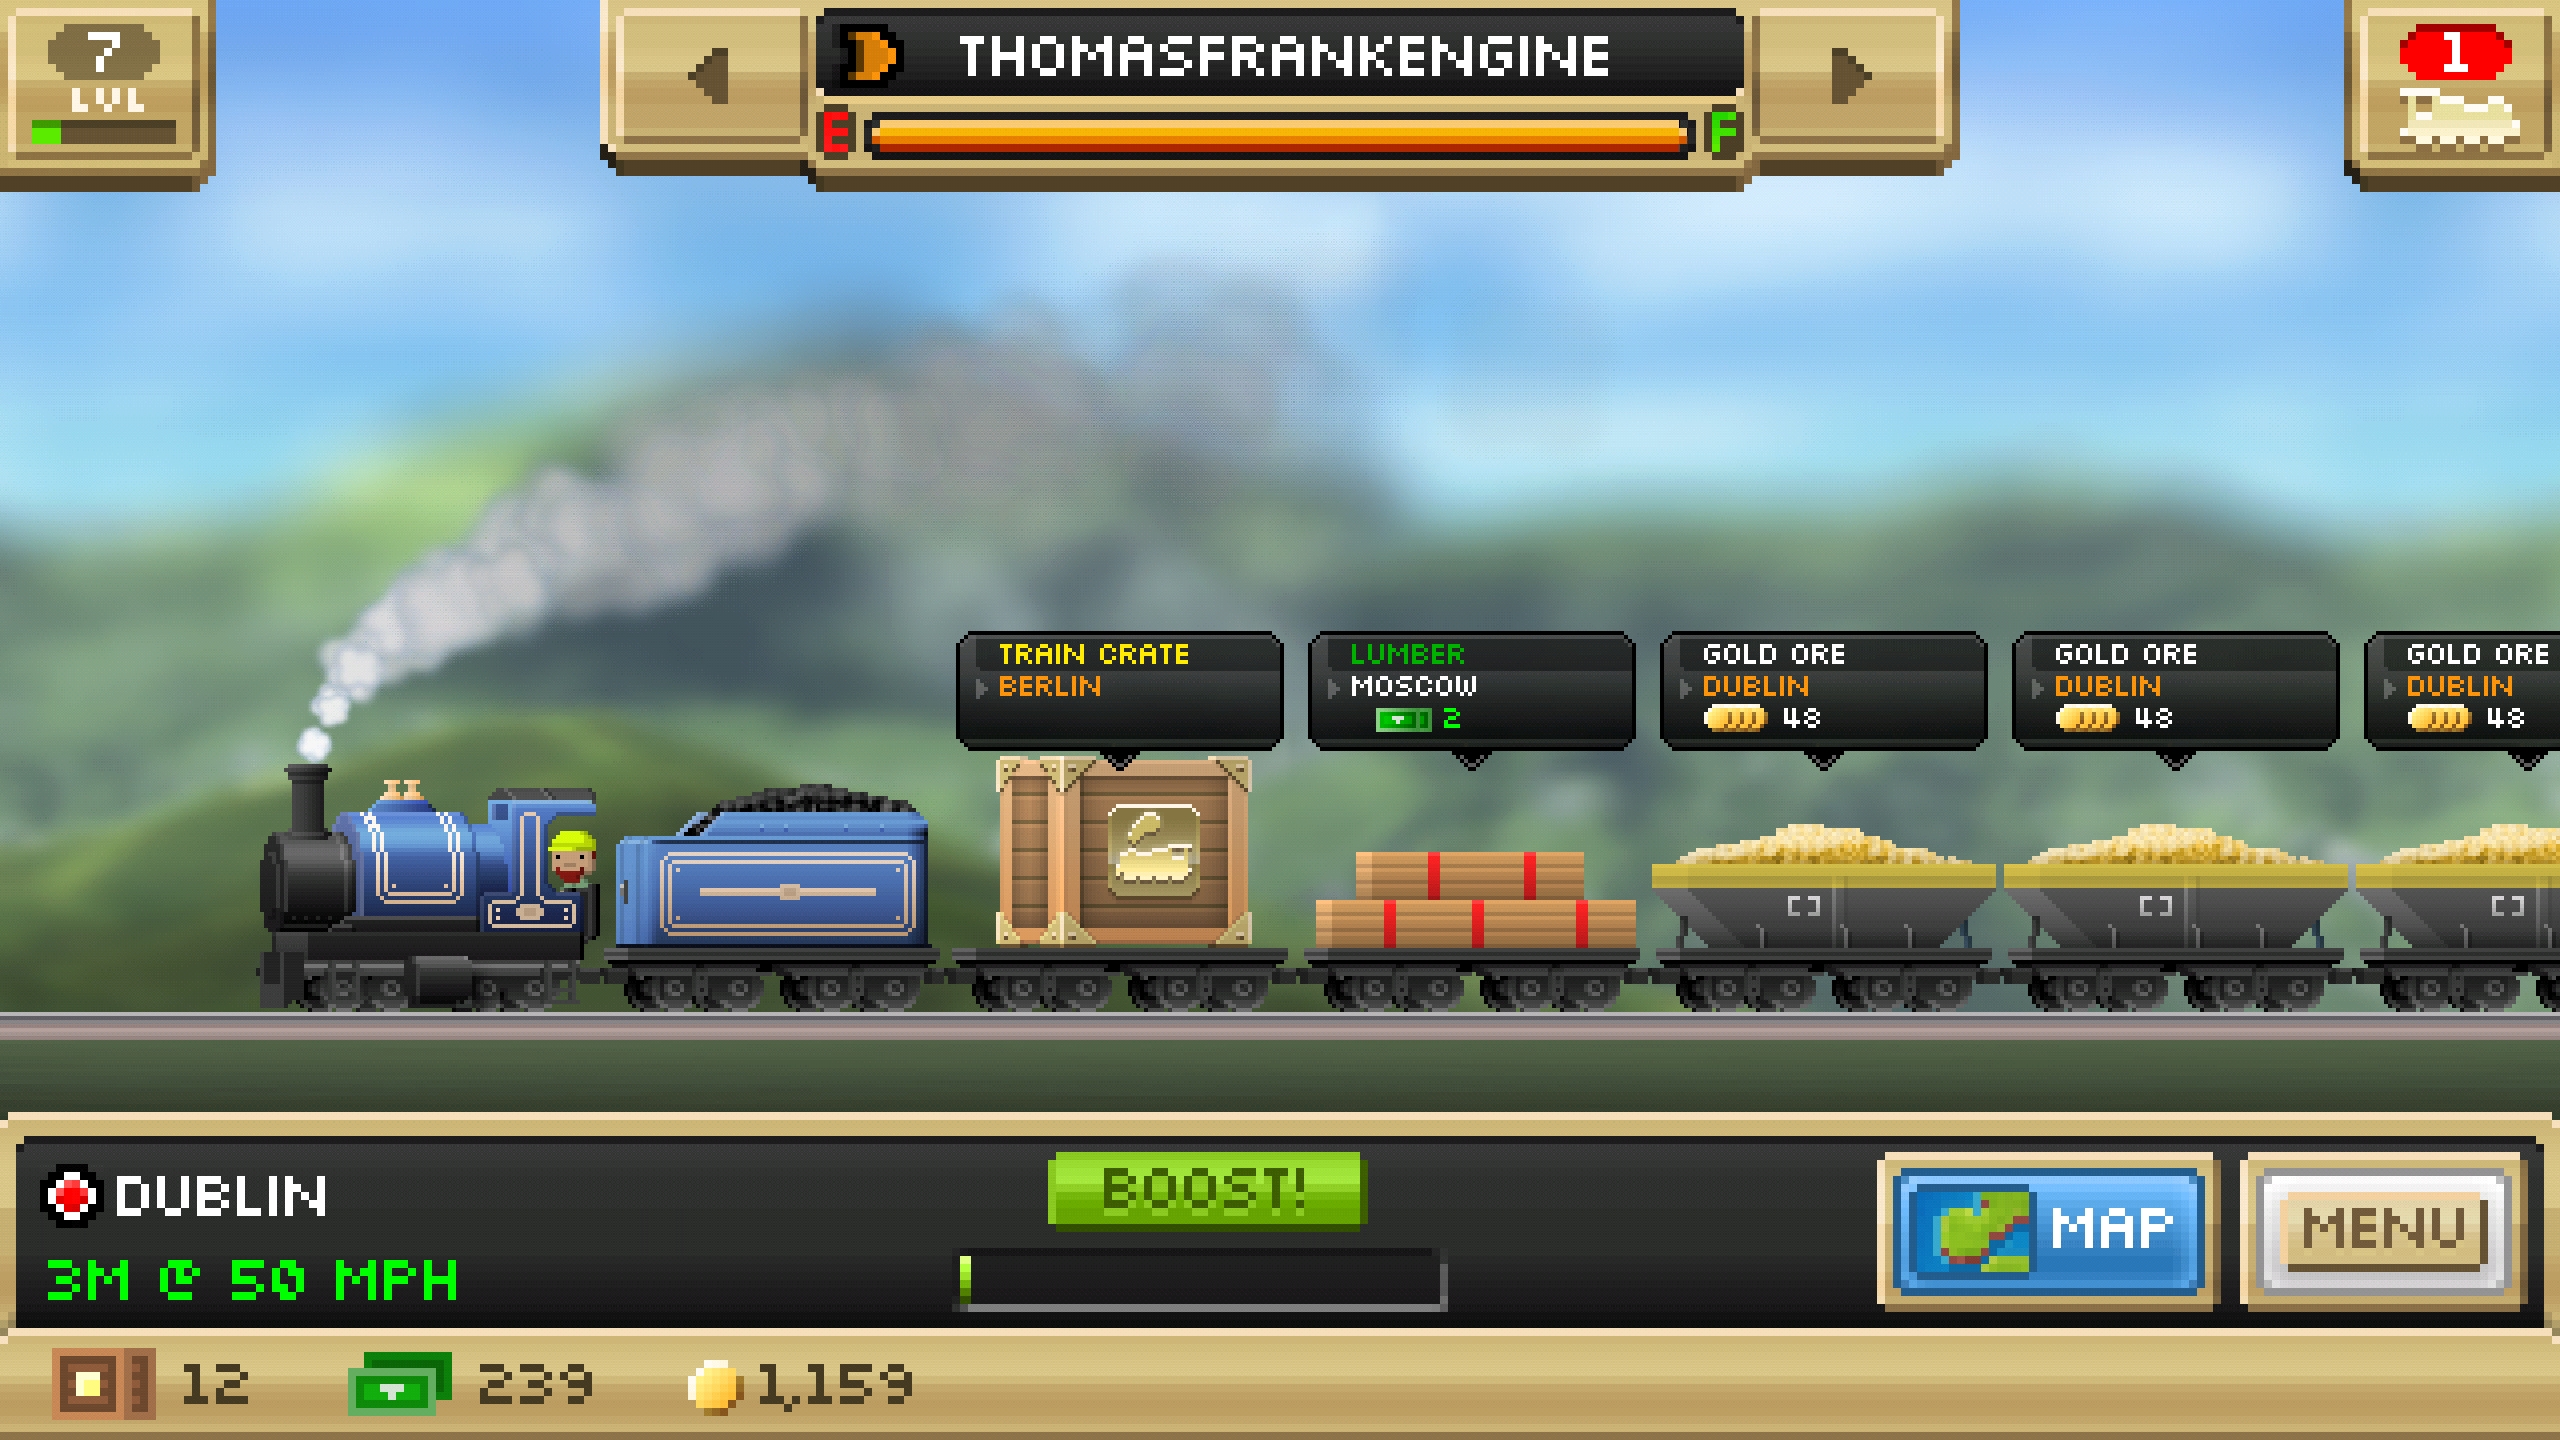 7
LVL
THOMASFRANKENGINE
E F
1
TRAIN CRATE
BERLIN
LUMBER
MOSCOW
2
GOLD ORE
DUBLIN
48
GOLD ORE
DUBLIN
48
GOLD ORE
DUBLIN
48
DUBLIN
3M @ 50 MPH
BOOST!
MAP
MENU
12
239
1,159